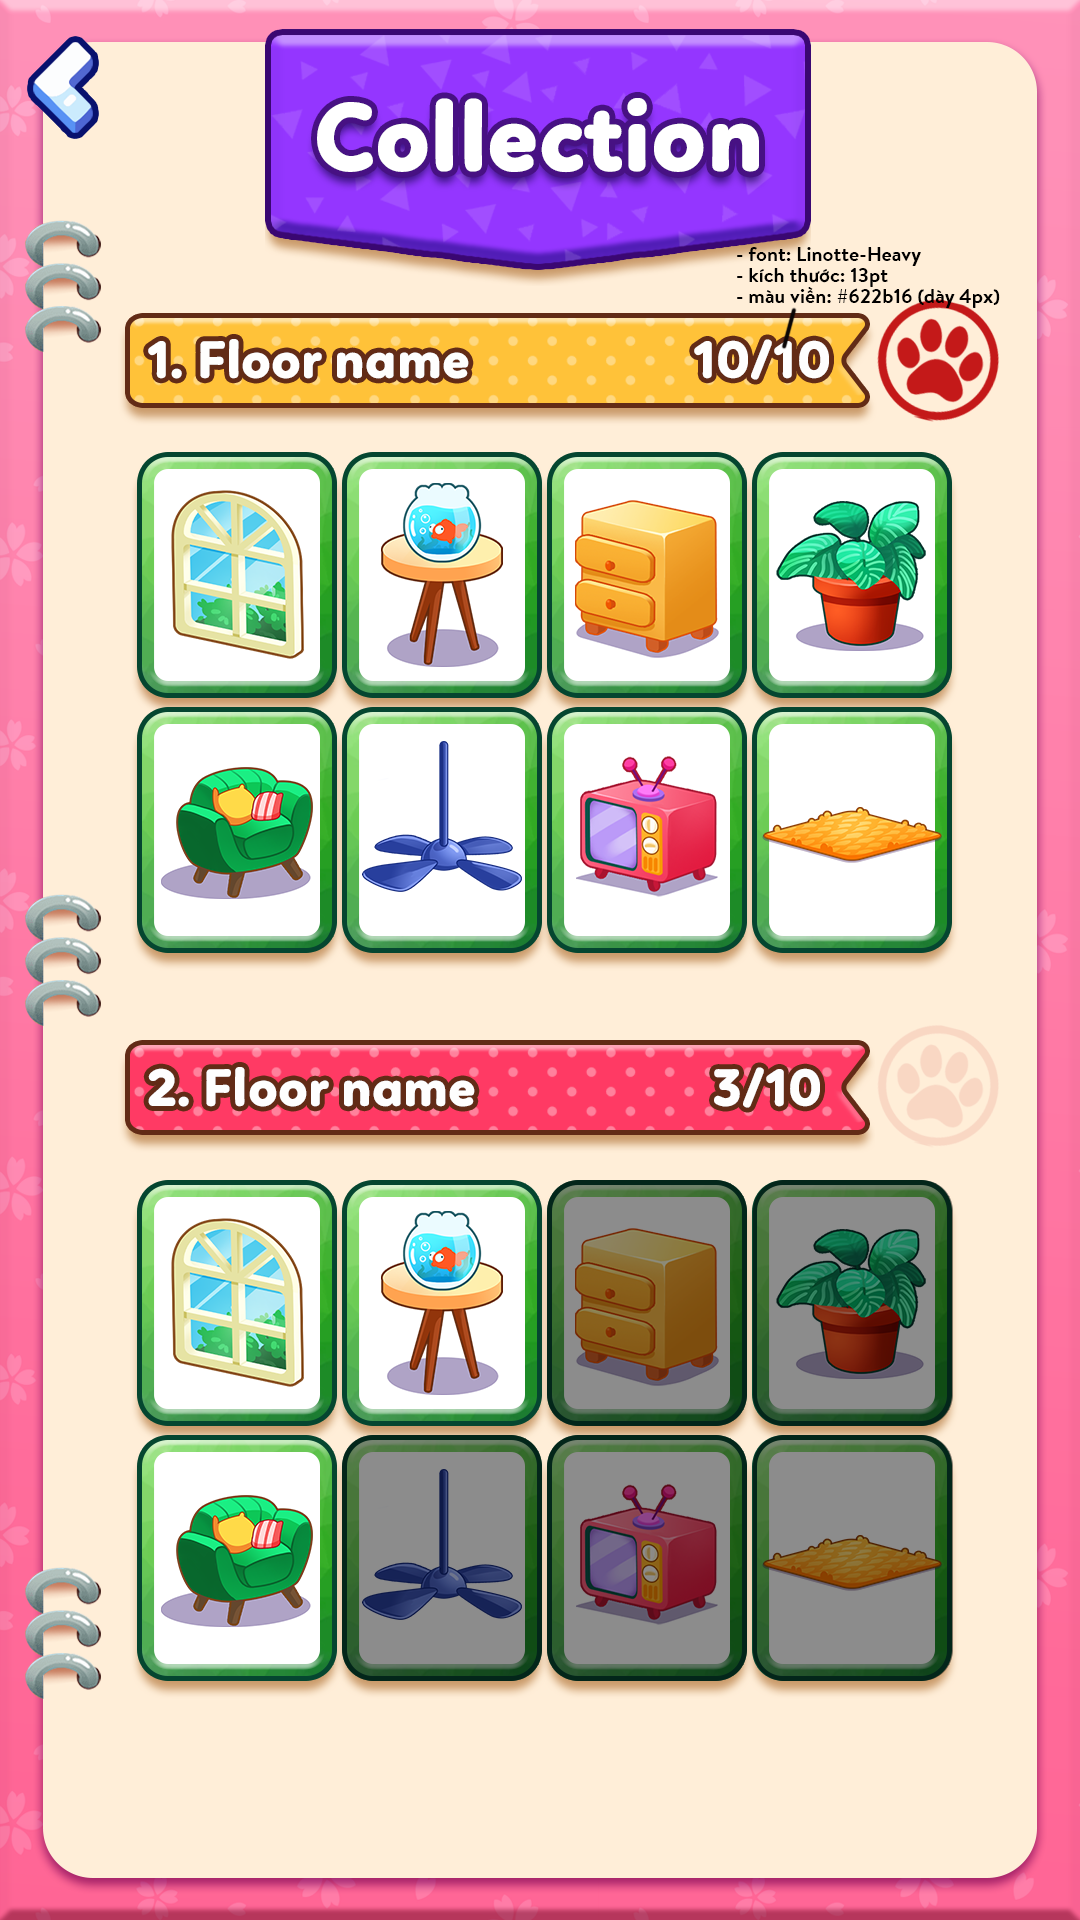 Collection
- font: Linotte-Heavy
- kích thước: 13pt
- màu viền: #622b16 (dày 4px)
1. Floor name 10/10
2. Floor name 3/10